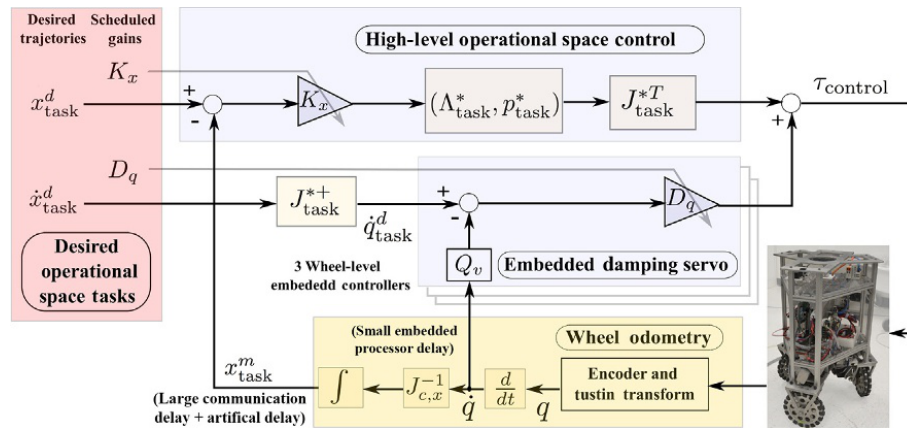 Desired trajetories
Scheduled gains
High-level operational space control
K_x
x^d_task
+
-
K_x
(Λ*_task, p*_task)
J*^T_task
+
τ_control
D_q
ẋ^d_task
J*^+_task
q̇^d_task
+
-
D_q
Q_v
Embedded damping servo
Desired
operational
space tasks
3 Wheel-level
embededd controllers
(Small embedded
processor delay)
Wheel odometry
x^m_task
(Large communication
delay + artifical delay)
∫
J^-1_c,x
q̇
d/dt
q
Encoder and
tustin transform